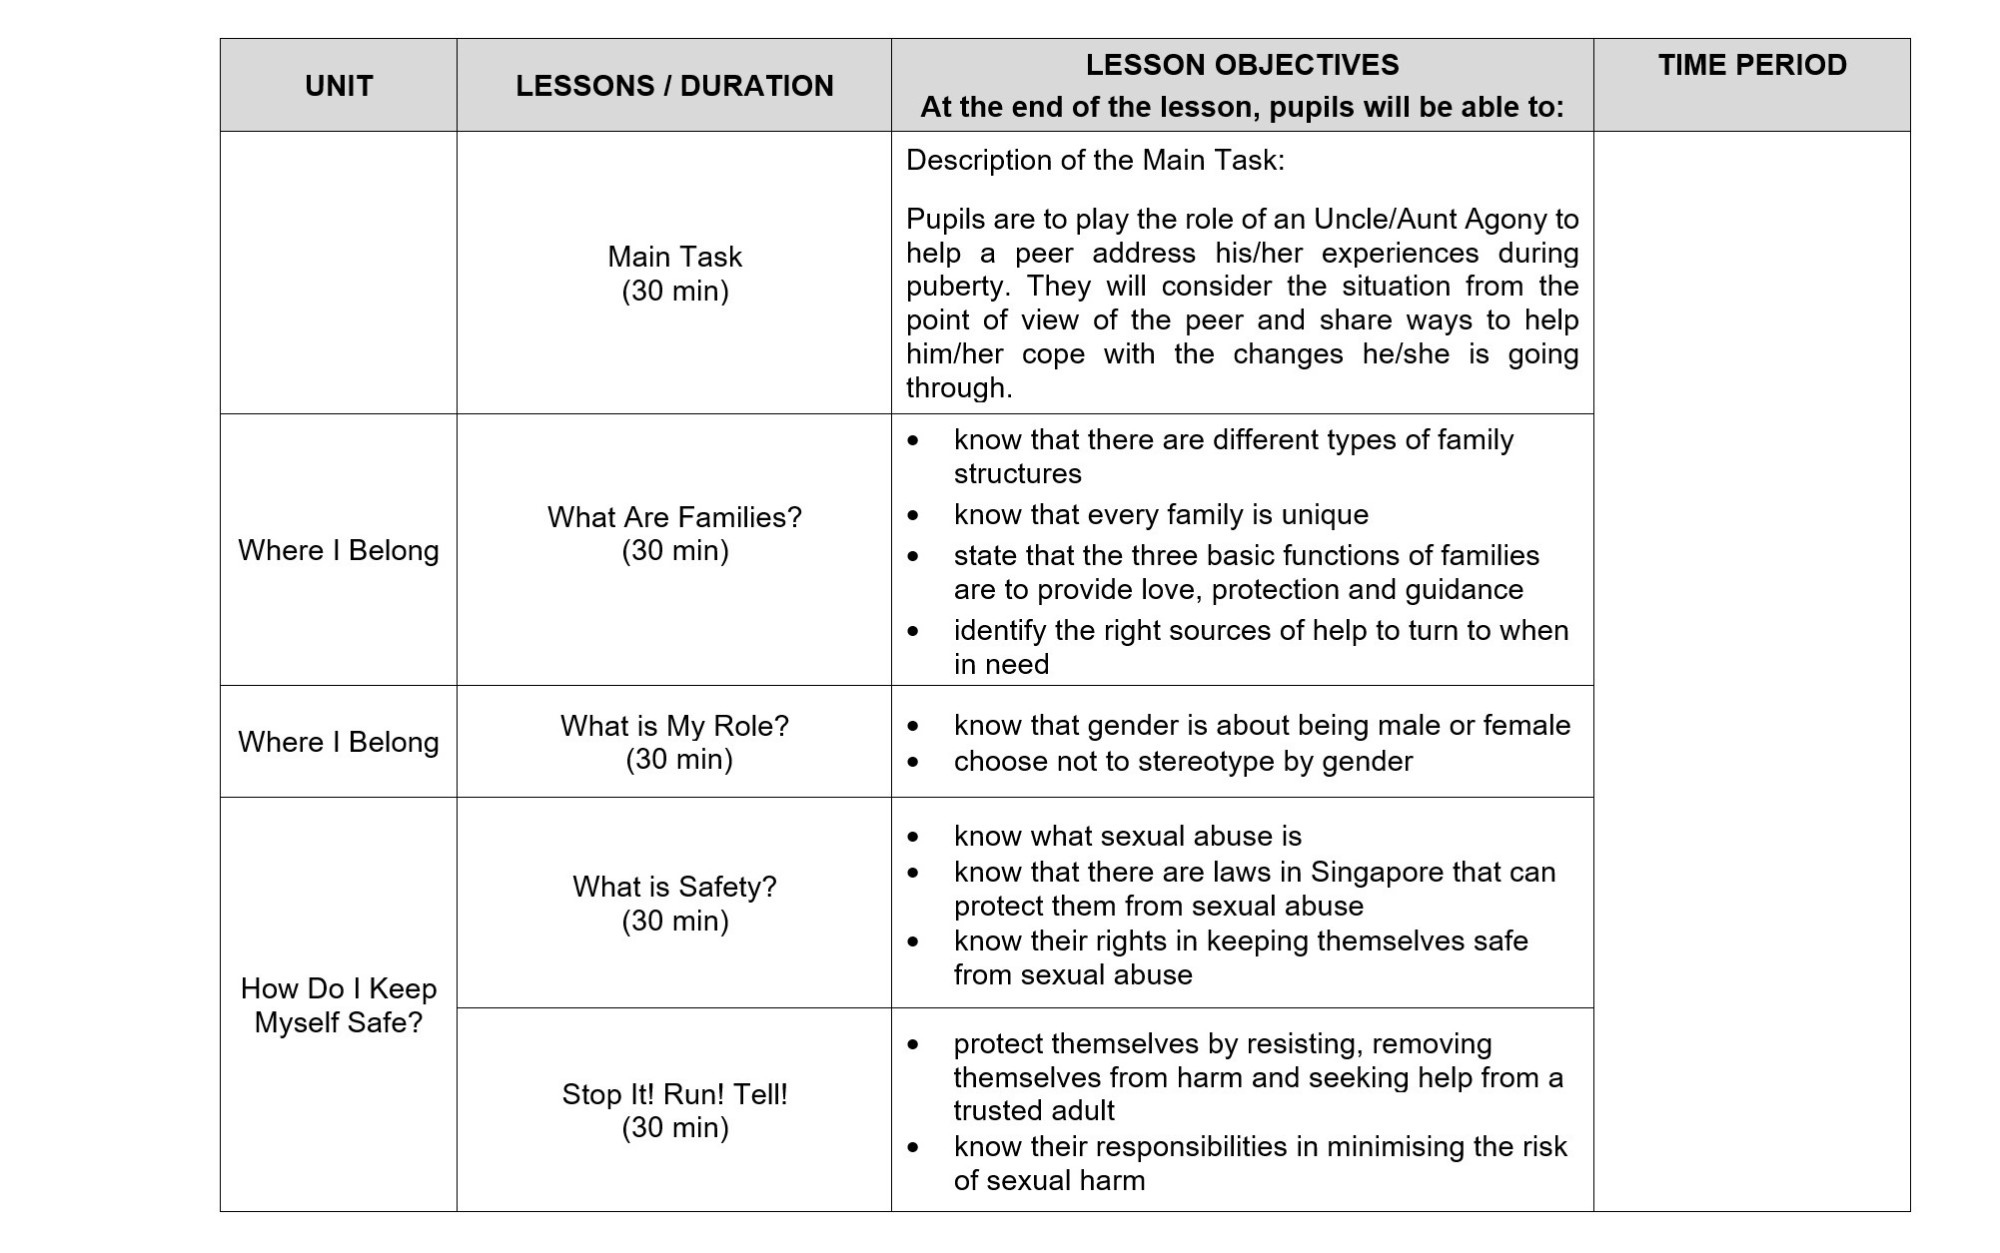 UNIT
LESSONS / DURATION
LESSON OBJECTIVES
At the end of the lesson, pupils will be able to:
TIME PERIOD
Main Task
(30 min)
Description of the Main Task:
Pupils are to play the role of an Uncle/Aunt Agony to
help a peer address his/her experiences during
puberty. They will consider the situation from the
point of view of the peer and share ways to help
him/her cope with the changes he/she is going
through.
Where I Belong
What Are Families?
(30 min)
• know that there are different types of family
structures
• know that every family is unique
• state that the three basic functions of families
are to provide love, protection and guidance
• identify the right sources of help to turn to when
in need
Where I Belong
What is My Role?
(30 min)
• know that gender is about being male or female
• choose not to stereotype by gender
How Do I Keep
Myself Safe?
What is Safety?
(30 min)
• know what sexual abuse is
• know that there are laws in Singapore that can
protect them from sexual abuse
• know their rights in keeping themselves safe
from sexual abuse
Stop It! Run! Tell!
(30 min)
• protect themselves by resisting, removing
themselves from harm and seeking help from a
trusted adult
• know their responsibilities in minimising the risk
of sexual harm